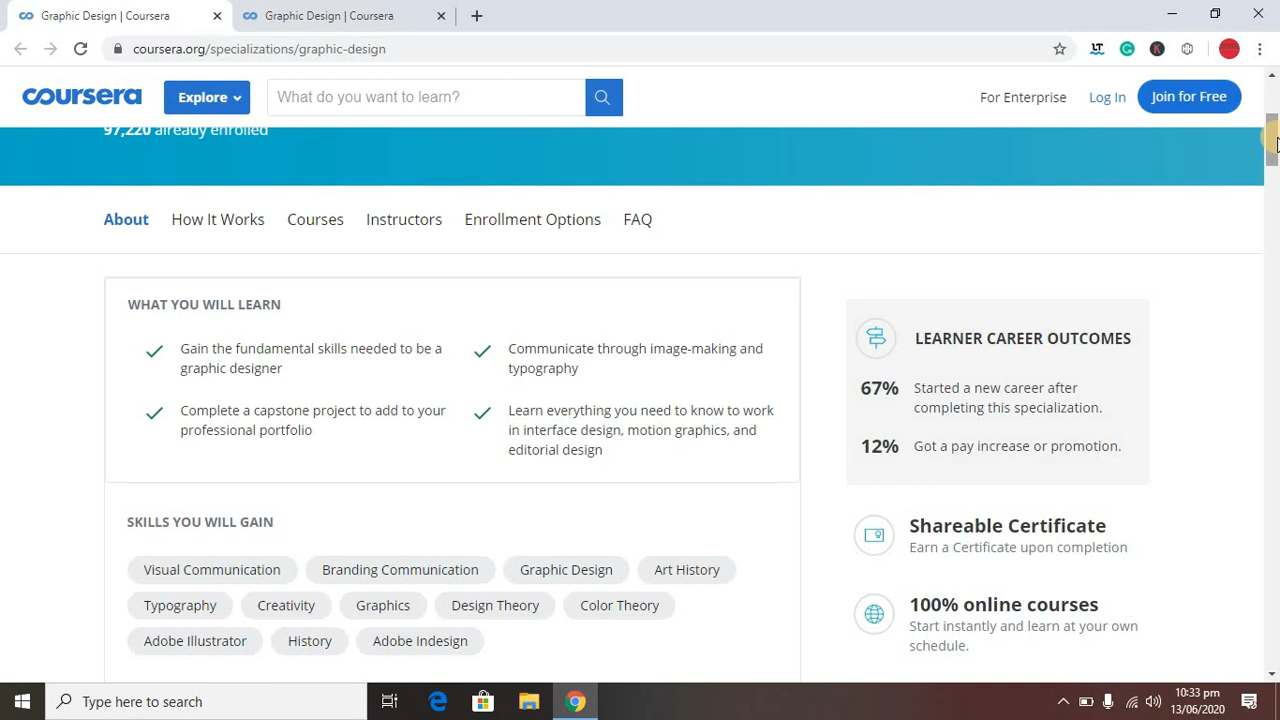 Graphic Design | Coursera
Graphic Design | Coursera
coursera.org/specializations/graphic-design
coursera
Explore
What do you want to learn?
For Enterprise
Log In
Join for Free
97,220 already enrolled
About
How It Works
Courses
Instructors
Enrollment Options
FAQ
WHAT YOU WILL LEARN
Gain the fundamental skills needed to be a
graphic designer
Communicate through image-making and
typography
Complete a capstone project to add to your
professional portfolio
Learn everything you need to know to work
in interface design, motion graphics, and
editorial design
LEARNER CAREER OUTCOMES
67%
Started a new career after
completing this specialization.
12%
Got a pay increase or promotion.
SKILLS YOU WILL GAIN
Visual Communication
Branding Communication
Graphic Design
Art History
Typography
Creativity
Graphics
Design Theory
Color Theory
Adobe Illustrator
History
Adobe Indesign
Shareable Certificate
Earn a Certificate upon completion
100% online courses
Start instantly and learn at your own
schedule.
Type here to search
10:33 pm
13/06/2020